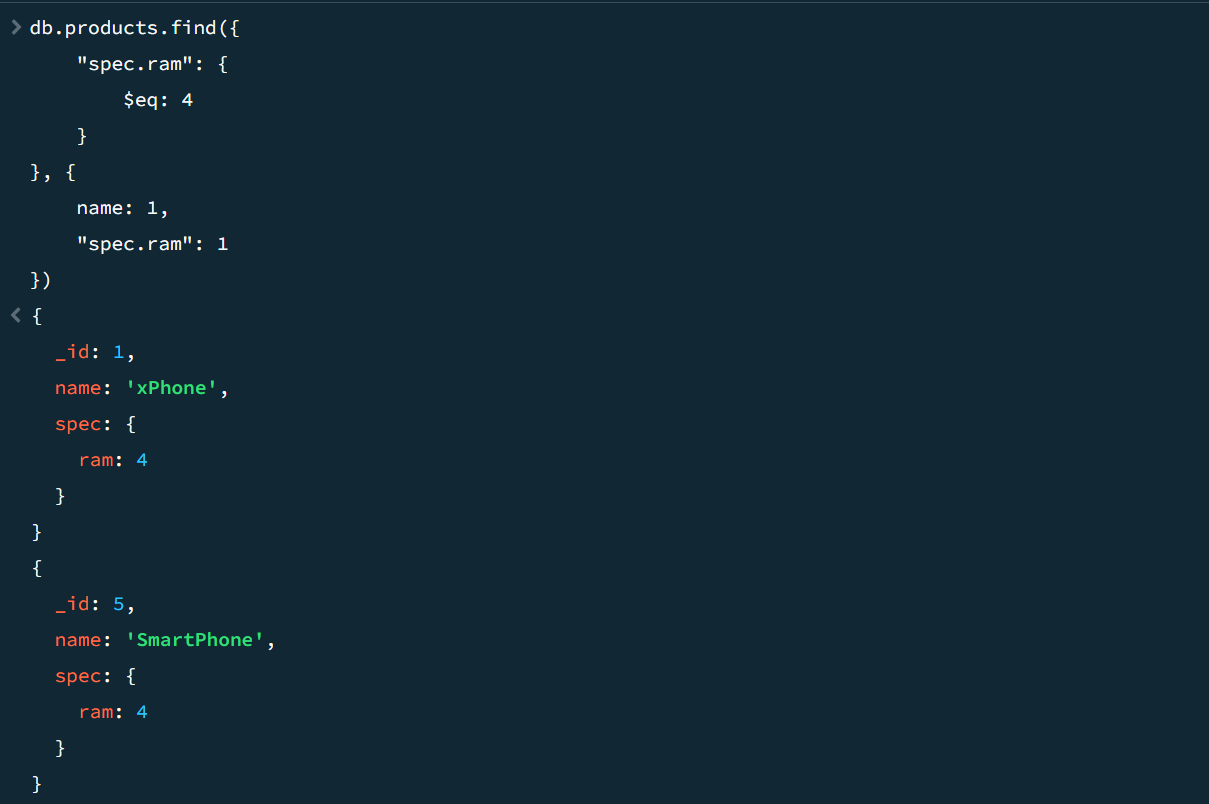 db.products.find({
    "spec.ram": {
        $eq: 4
    }
}, {
    name: 1,
    "spec.ram": 1
})
{
  _id: 1,
  name: 'xPhone',
  spec: {
    ram: 4
  }
}
{
  _id: 5,
  name: 'SmartPhone',
  spec: {
    ram: 4
  }
}